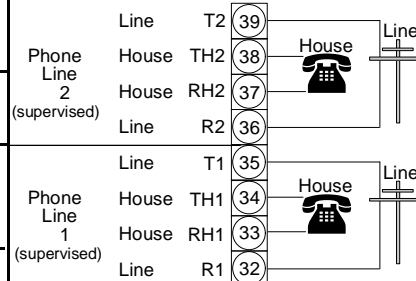 Line T2 39
House TH2 38
House RH2 37
Line R2 36
Phone
Line
2
(supervised)
House
Line
Line T1 35
House TH1 34
House RH1 33
Line R1 32
Phone
Line
1
(supervised)
House
Line